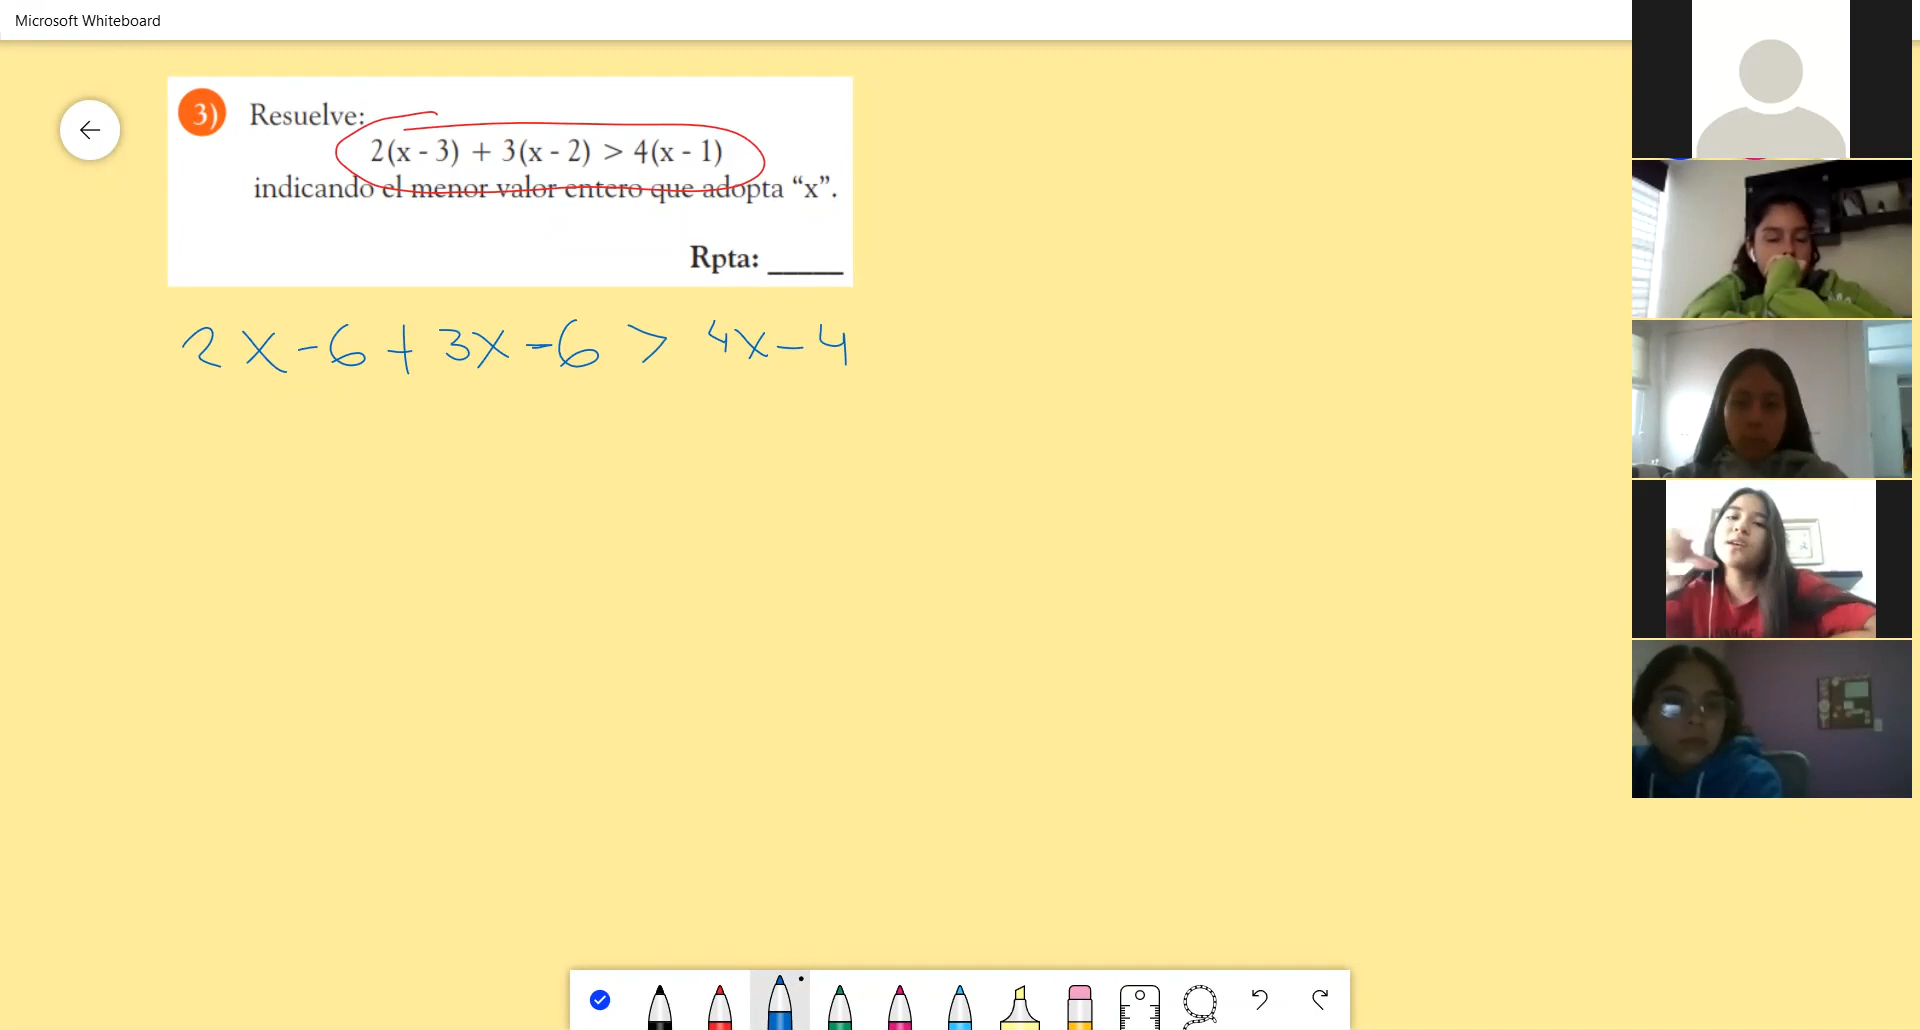 Microsoft Whiteboard
3) Resuelve:
2(x - 3) + 3(x - 2) > 4(x - 1)
indicando el menor valor entero que adopta “x”.
Rpta: _____
2x - 6 + 3x - 6 > 4x - 4